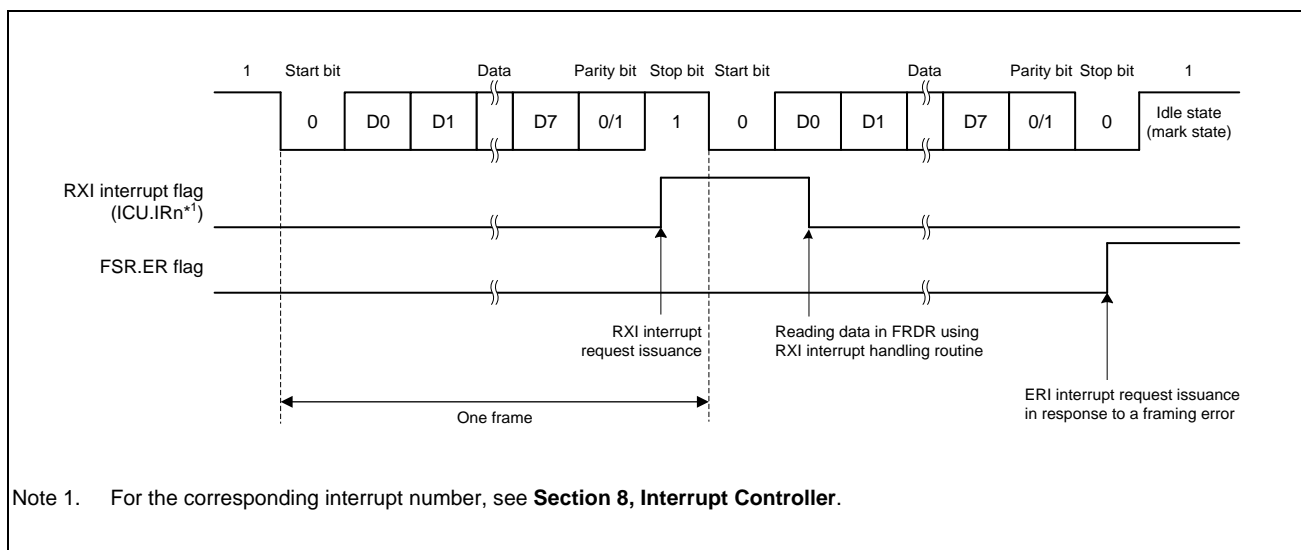 1 Start bit Data Parity bit Stop bit Start bit Data Parity bit Stop bit 1
0 D0 D1 D7 0/1 1 0 D0 D1 D7 0/1 0 Idle state
(mark state)
RXI interrupt flag
(ICU.IRn*1)
FSR.ER flag
RXI interrupt
request issuance
Reading data in FRDR using
RXI interrupt handling routine
ERI interrupt request issuance
in response to a framing error
One frame
Note 1. For the corresponding interrupt number, see Section 8, Interrupt Controller.